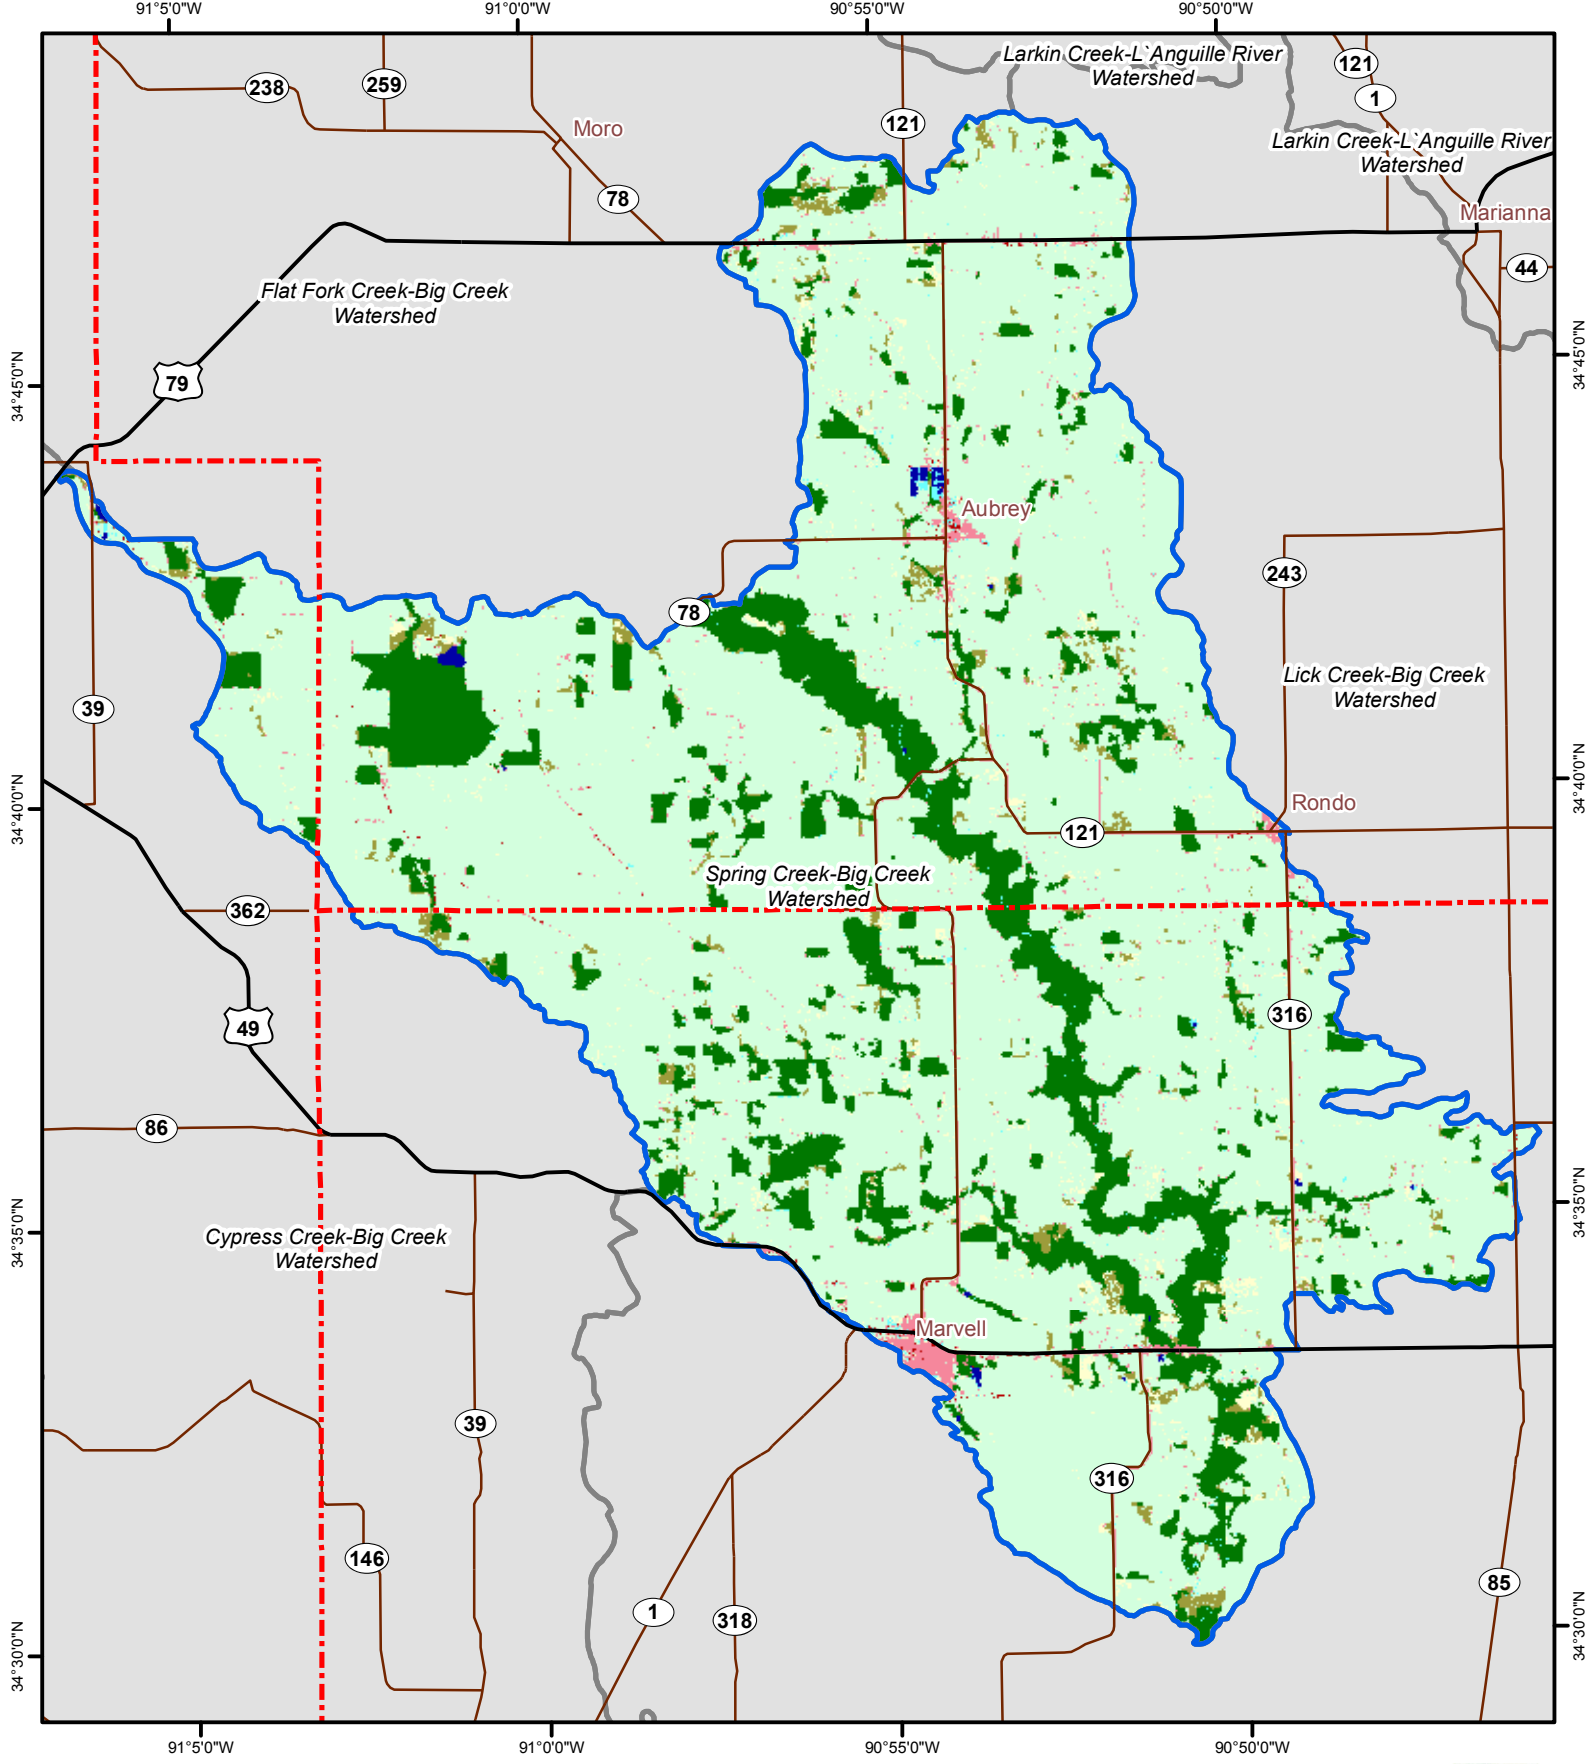 91°5'0"W
91°0'0"W
90°55'0"W
90°50'0"W
Larkin Creek-L`Anguille River
Watershed
121
1
238
259
Moro
121
Larkin Creek-L`Anguille River
Watershed
78
Marianna
44
Flat Fork Creek-Big Creek
Watershed
34°45'0"N
79
34°45'0"N
Aubrey
243
78
Lick Creek-Big Creek
Watershed
39
34°40'0"N
34°40'0"N
Rondo
121
Spring Creek-Big Creek
Watershed
362
49
316
86
34°35'0"N
34°35'0"N
Cypress Creek-Big Creek
Watershed
Marvell
39
316
146
85
1
318
34°30'0"N
34°30'0"N
91°5'0"W
91°0'0"W
90°55'0"W
90°50'0"W